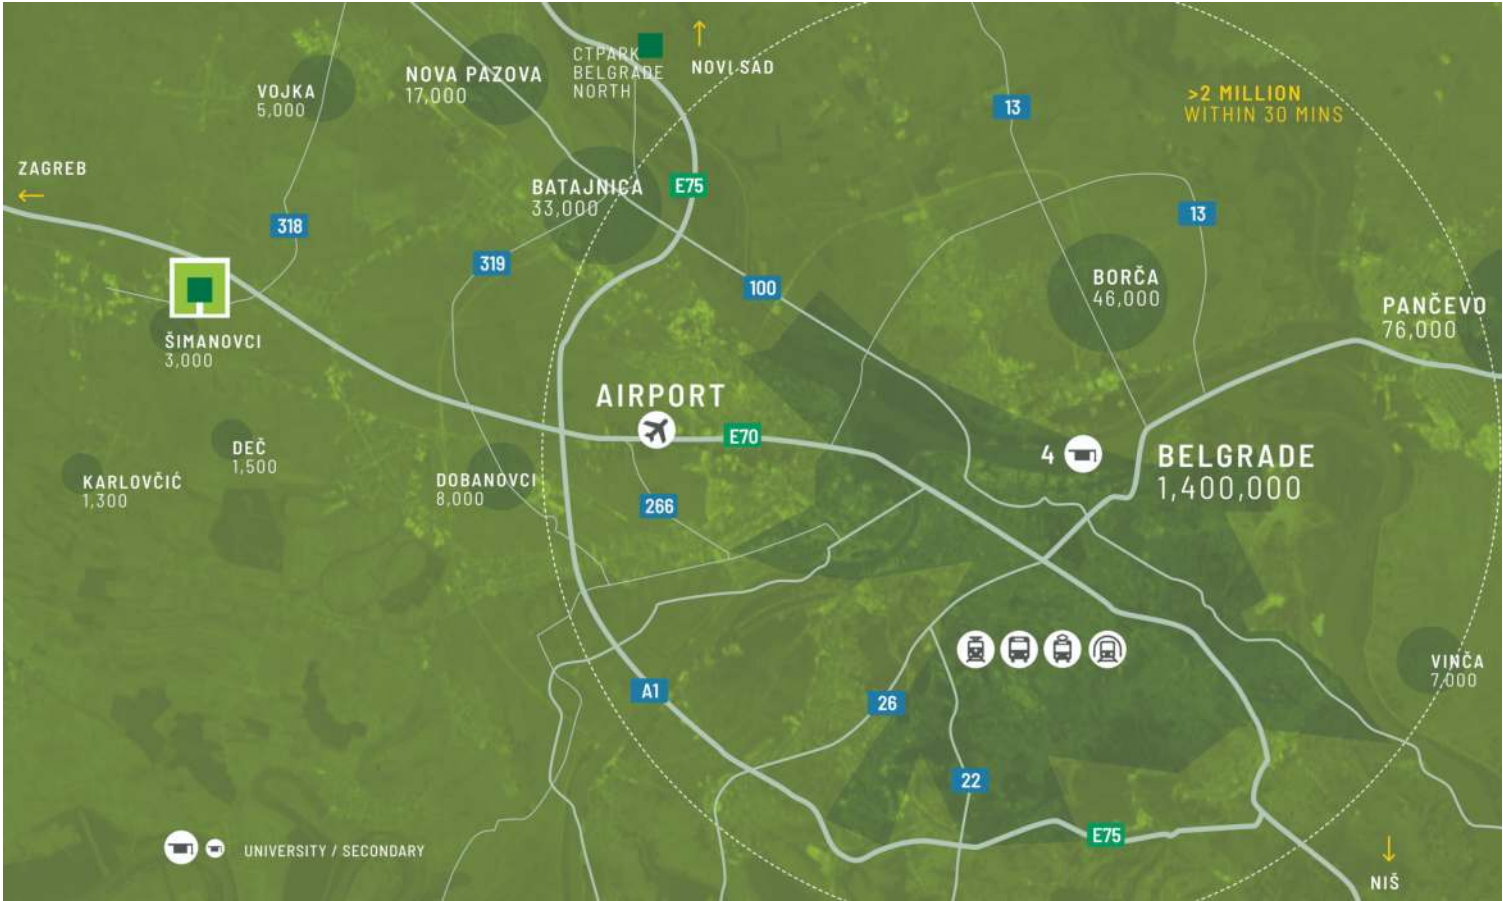 CTPARK
BELGRADE
NORTH
NOVI SAD
VOJKA
5,000
NOVA PAZOVA
17,000
13
>2 MILLION
WITHIN 30 MINS
ZAGREB
BATAJNICA
33,000
E75
318
13
319
100
BORČA
46,000
PANČEVO
76,000
ŠIMANOVCI
3,000
AIRPORT
E70
DEČ
1,500
KARLOVČIĆ
1,300
DOBANOVCI
8,000
266
4
BELGRADE
1,400,000
A1
26
VINČA
7,000
22
E75
UNIVERSITY / SECONDARY
NIŠ